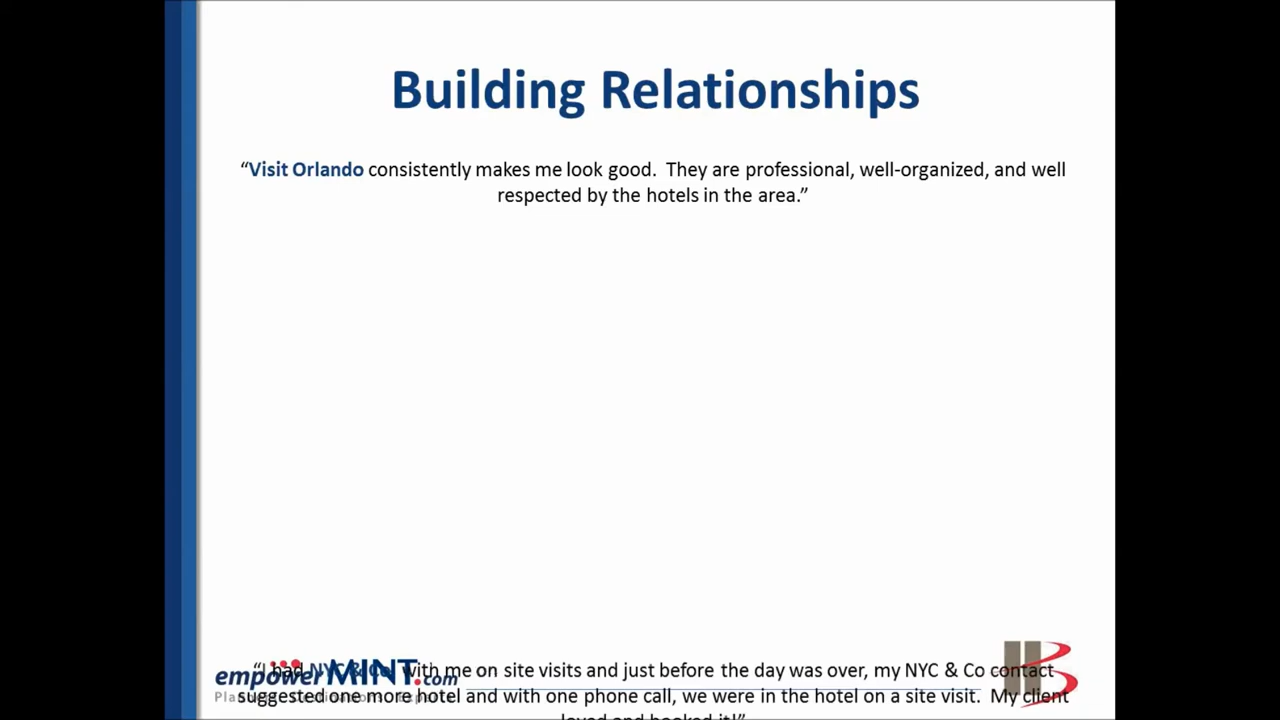 Building Relationships
“Visit Orlando consistently makes me look good. They are professional, well-organized, and well
respected by the hotels in the area.”
“I had NYC & Co. with me on site visits and just before the day was over, my NYC & Co contact
suggested one more hotel and with one phone call, we were in the hotel on a site visit. My client
loved and booked it!”
empowerMINT.com